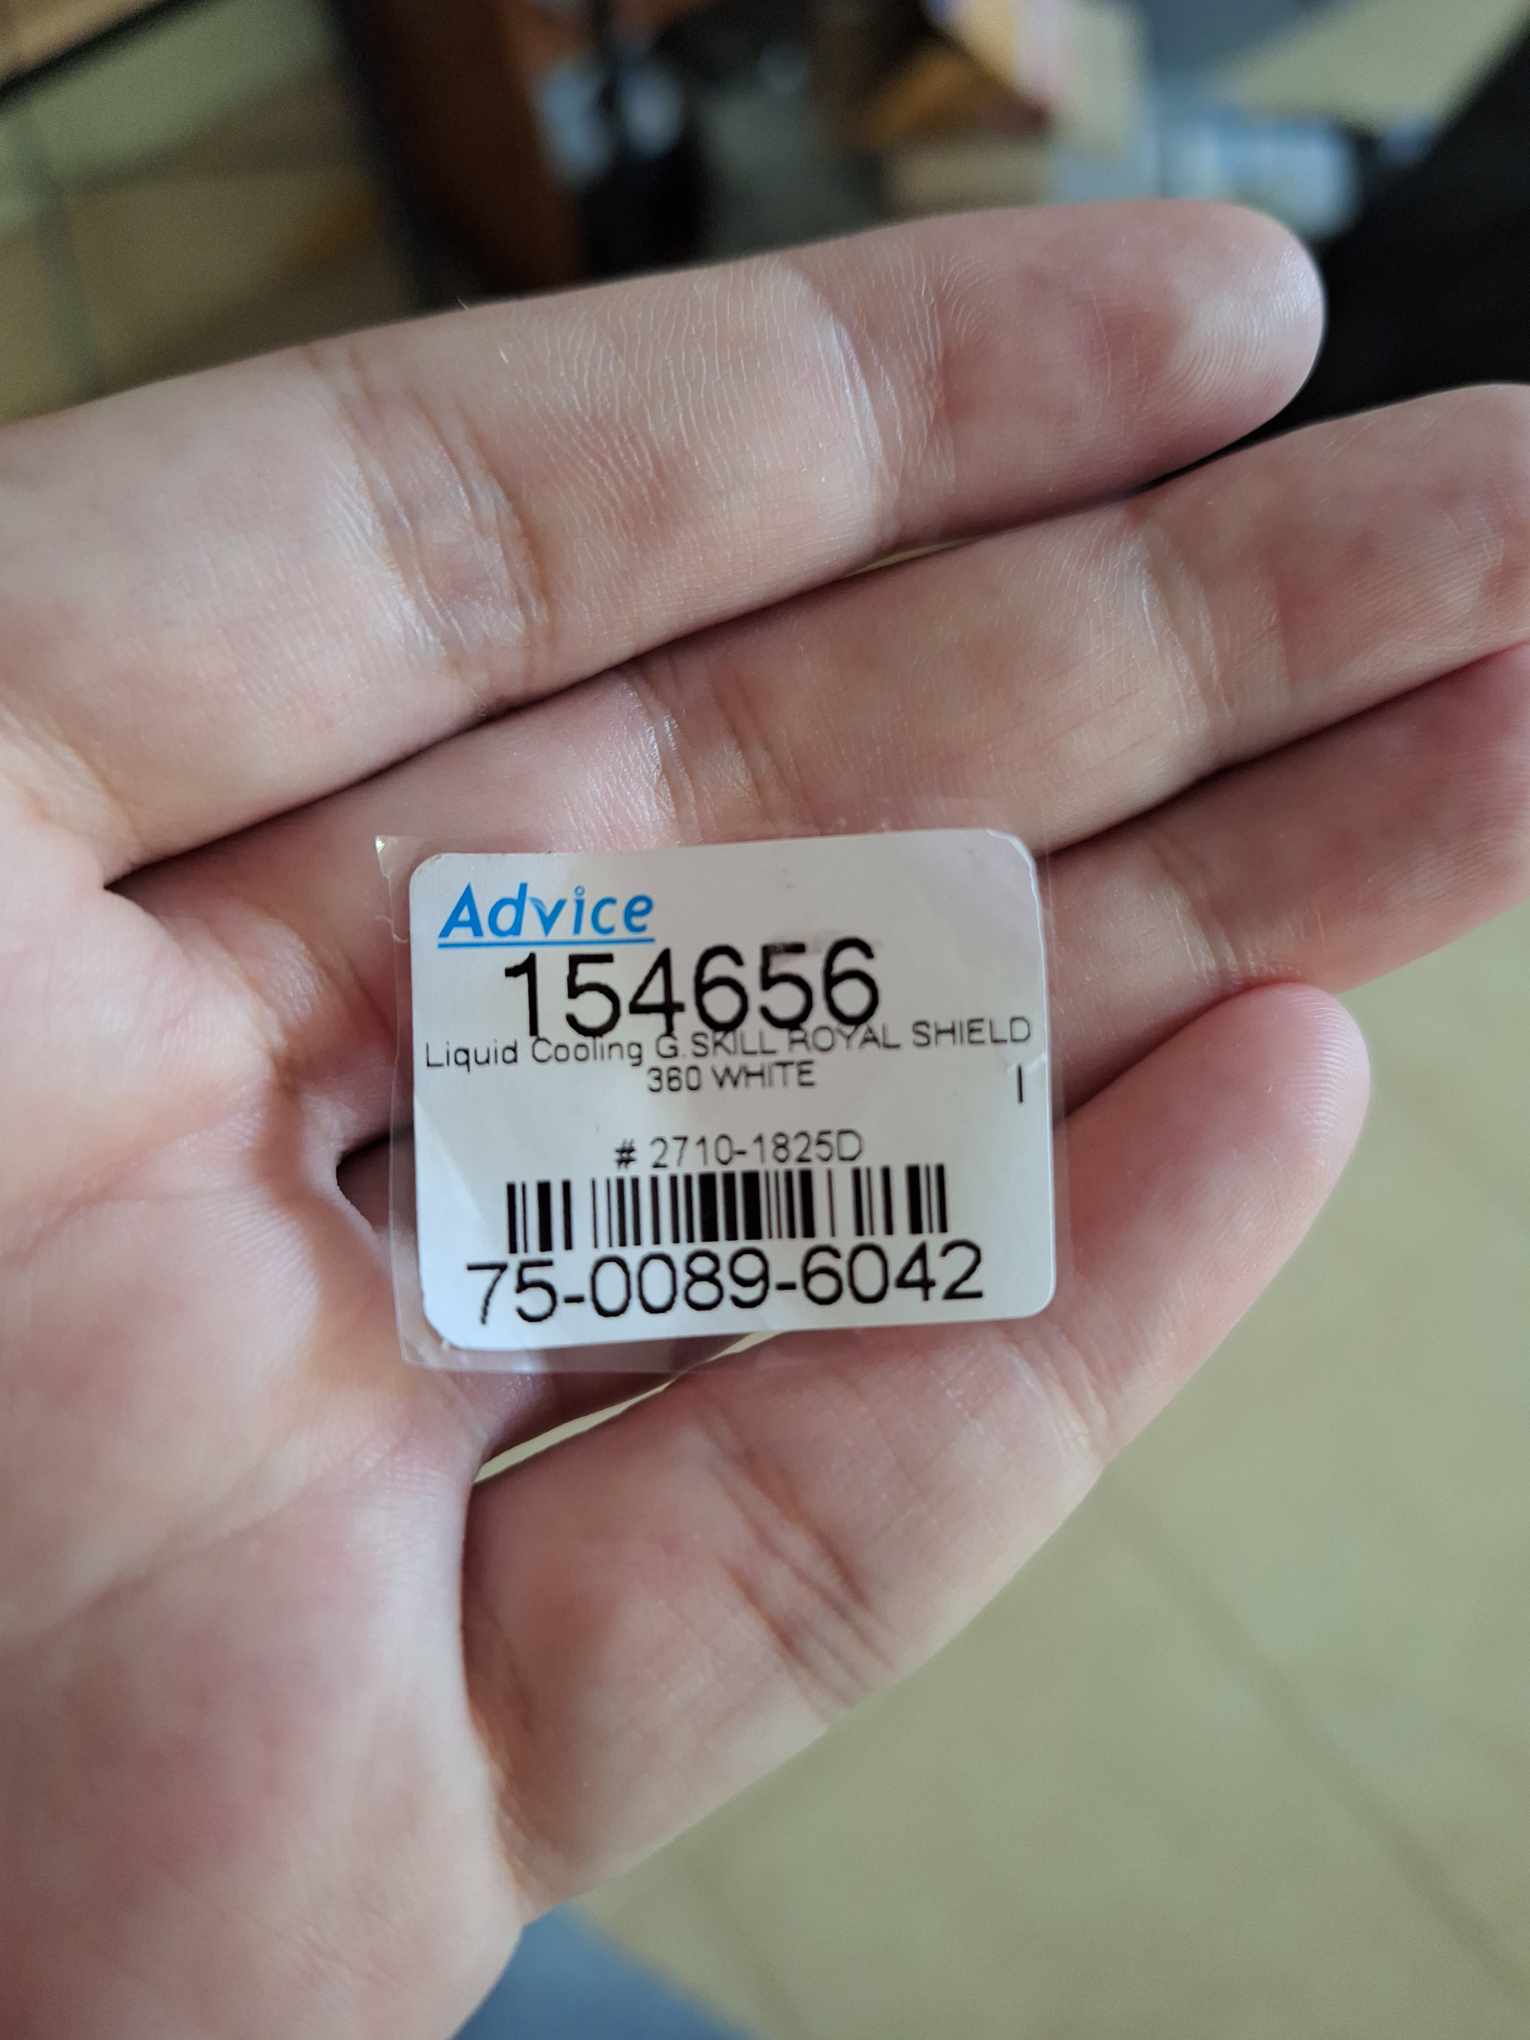 Advice
154656
Liquid Cooling G.SKILL ROYAL SHIELD
360 WHITE
I
# 2710-1825D
75-0089-6042